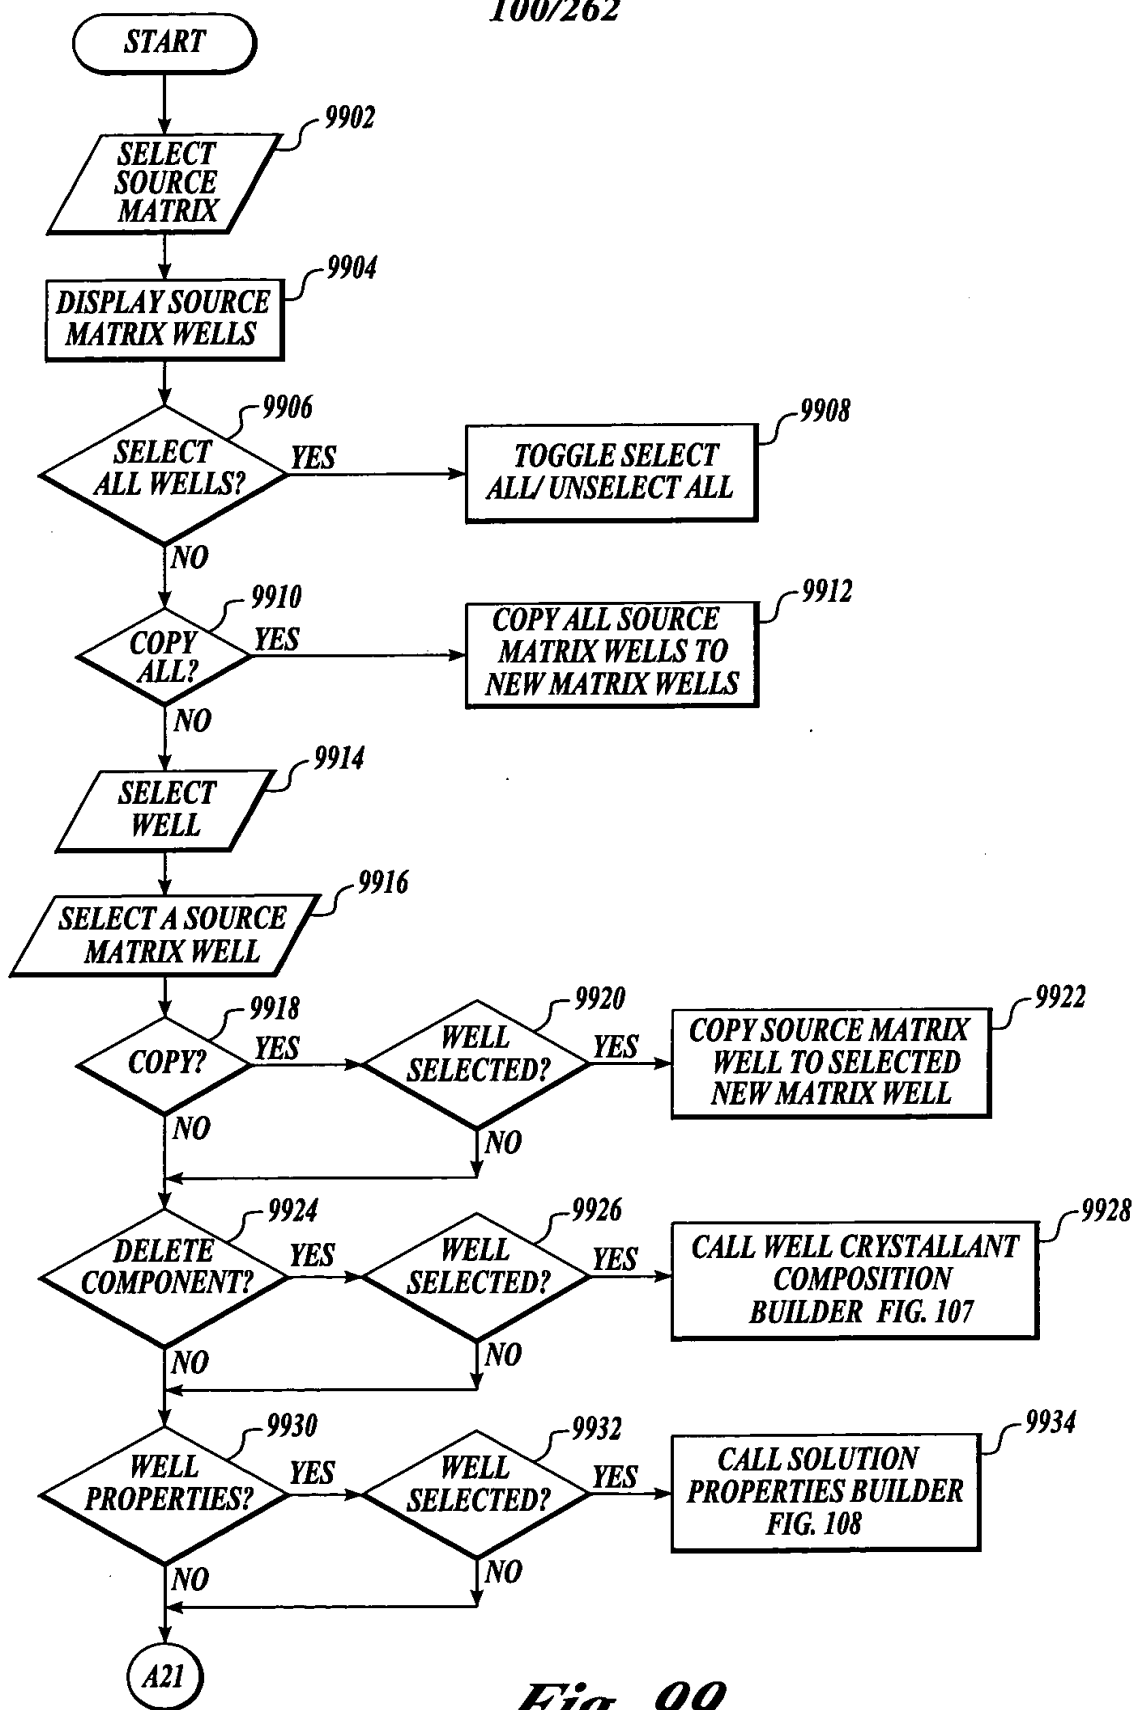 100/262
START
9902
SELECT
SOURCE
MATRIX
9904
DISPLAY SOURCE
MATRIX WELLS
9906
SELECT
ALL WELLS?
YES
NO
9908
TOGGLE SELECT
ALL/ UNSELECT ALL
9910
COPY
ALL?
YES
NO
9912
COPY ALL SOURCE
MATRIX WELLS TO
NEW MATRIX WELLS
9914
SELECT
WELL
9916
SELECT A SOURCE
MATRIX WELL
9918
COPY?
YES
NO
9920
WELL
SELECTED?
YES
NO
9922
COPY SOURCE MATRIX
WELL TO SELECTED
NEW MATRIX WELL
9924
DELETE
COMPONENT?
YES
NO
9926
WELL
SELECTED?
YES
NO
9928
CALL WELL CRYSTALLANT
COMPOSITION
BUILDER FIG. 107
9930
WELL
PROPERTIES?
YES
NO
9932
WELL
SELECTED?
YES
NO
9934
CALL SOLUTION
PROPERTIES BUILDER
FIG. 108
A21
Fig. 99